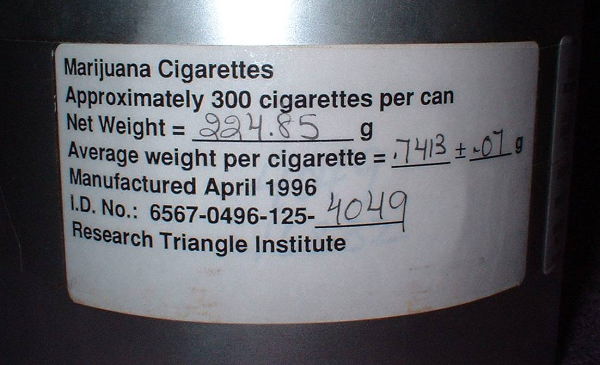 Marijuana Cigarettes
Approximately 300 cigarettes per can
Net Weight = 224.85 g
Average weight per cigarette = .7413 ± .07 g
Manufactured April 1996
I.D. No.: 6567-0496-125-4049
Research Triangle Institute